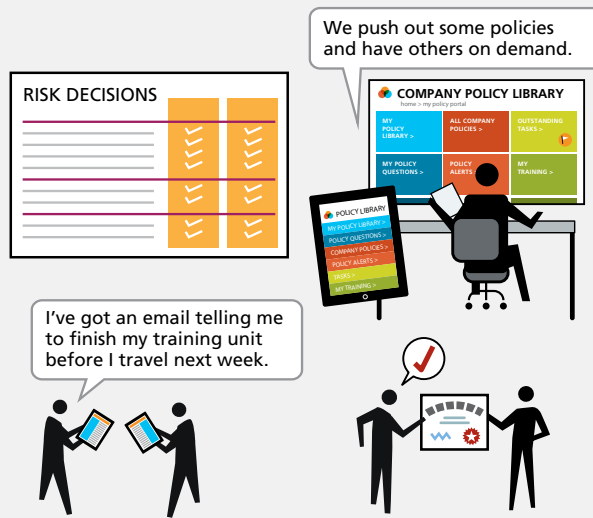 We push out some policies
and have others on demand.
RISK DECISIONS
COMPANY POLICY LIBRARY
home > my policy portal
MY
POLICY
LIBRARY >
ALL COMPANY
POLICIES >
OUTSTANDING
TASKS >
MY POLICY
QUESTIONS >
POLICY
ALERTS
MY
TRAINING >
POLICY LIBRARY
MY POLICY LIBRARY >
POLICY QUESTIONS >
COMPANY POLICIES >
POLICY ALERTS >
TASKS >
MY TRAINING >
I've got an email telling me
to finish my training unit
before I travel next week.